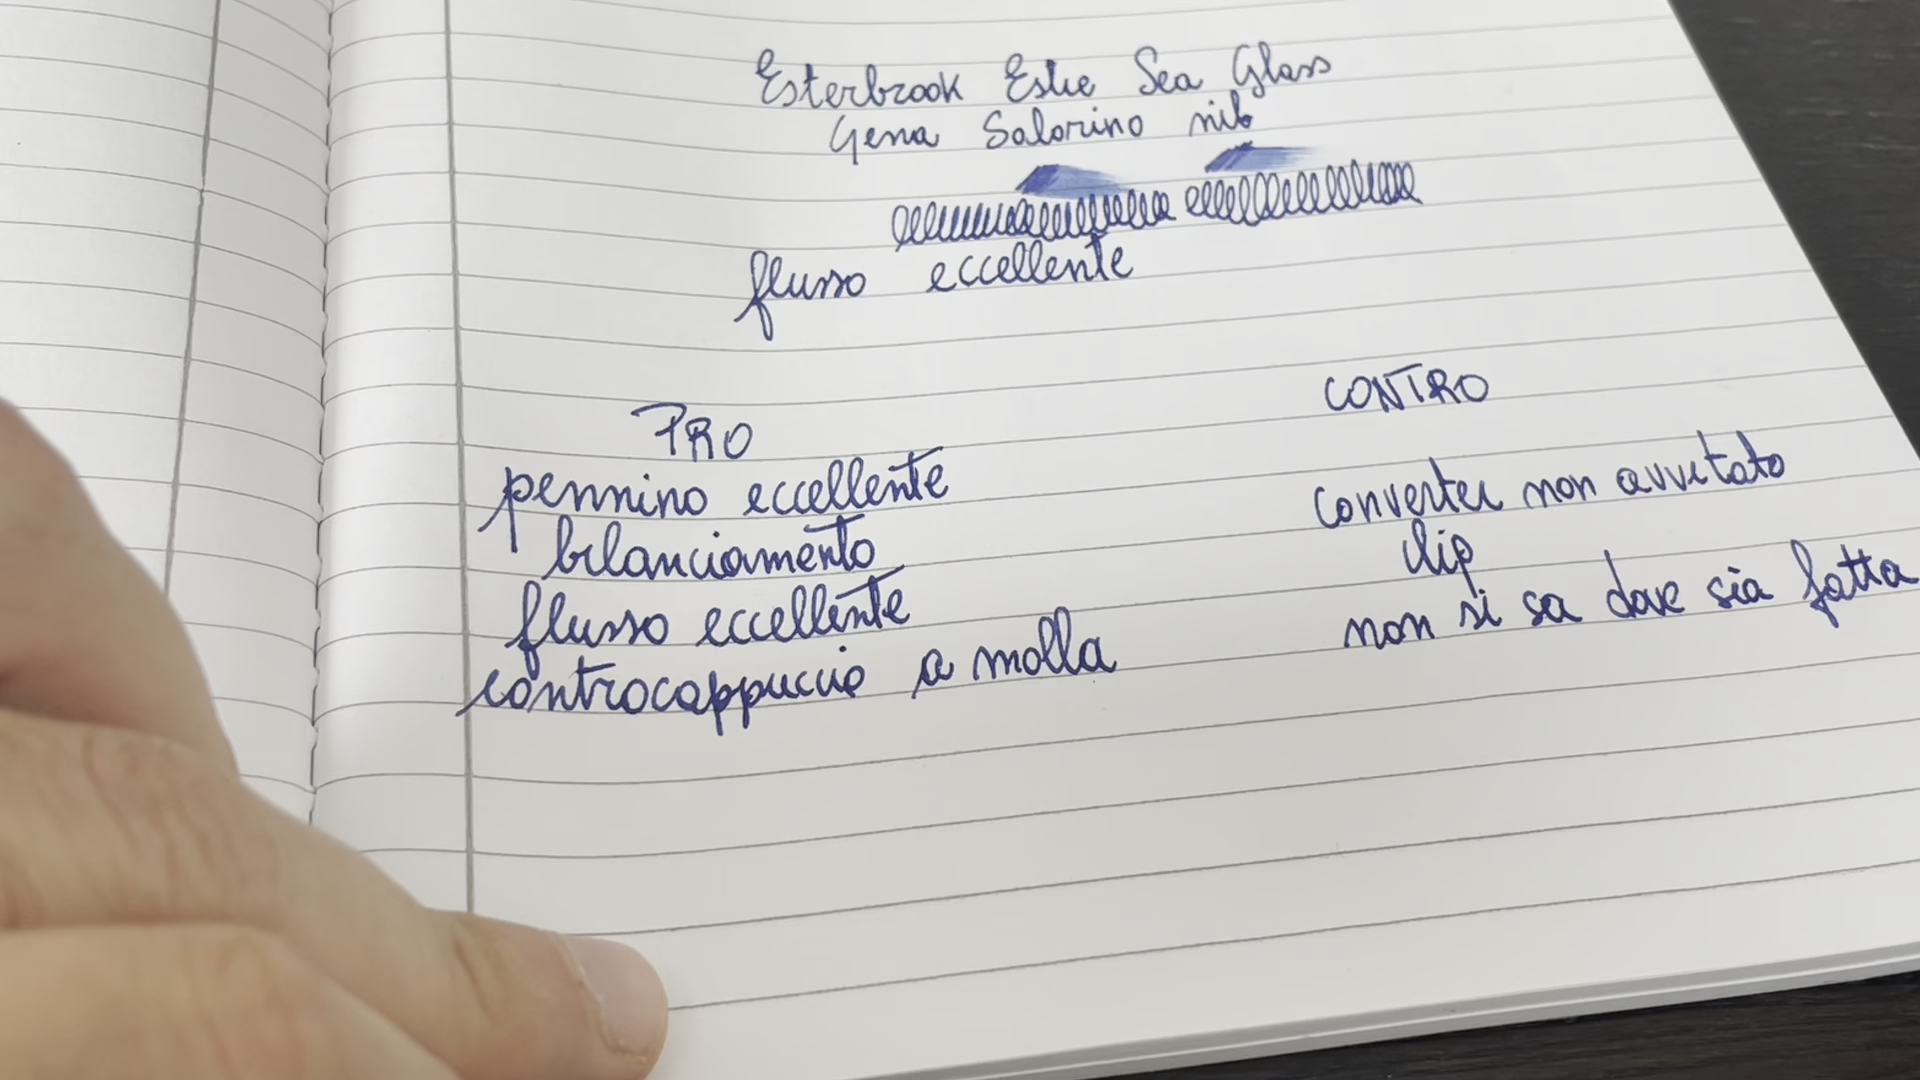 Esterbrook Estie Sea Glass
Gena Salorino nib
flusso eccellente
PRO
pennino eccellente
bilanciamento
flusso eccellente
controcappuccio a molla
CONTRO
converter non avvitato
clip
non si sa dove sia fatta